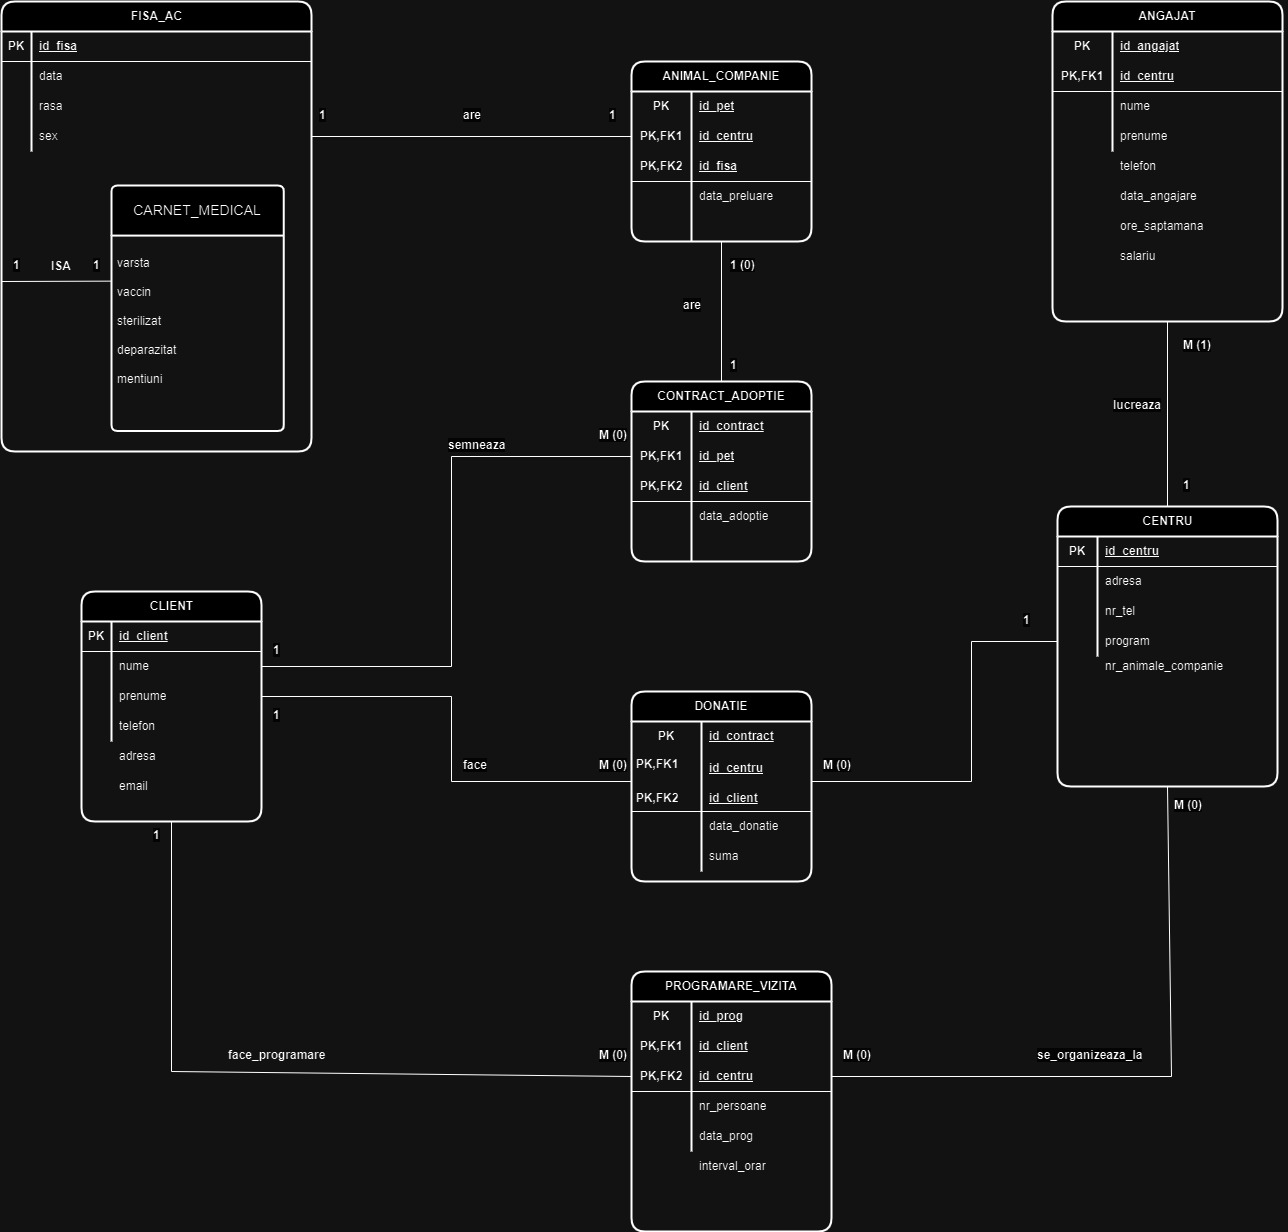 FISA_AC
PK id_fisa
data
rasa
sex
CARNET_MEDICAL
varsta
vaccin
sterilizat
deparazitat
mentiuni
1 ISA 1
1 are 1
ANIMAL_COMPANIE
PK id_pet
PK,FK1 id_centru
PK,FK2 id_fisa
data_preluare
1 (0)
are
1
ANGAJAT
PK id_angajat
PK,FK1 id_centru
nume
prenume
telefon
data_angajare
ore_saptamana
salariu
M (1)
lucreaza
1
CONTRACT_ADOPTIE
PK id_contract
PK,FK1 id_pet
PK,FK2 id_client
data_adoptie
semneaza M (0)
1
CENTRU
PK id_centru
adresa
nr_tel
program
nr_animale_companie
1
M (0)
CLIENT
PK id_client
nume
prenume
telefon
adresa
email
1
face M (0)
DONATIE
PK id_contract
PK,FK1 id_centru
PK,FK2 id_client
data_donatie
suma
M (0)
1
face_programare M (0)
PROGRAMARE_VIZITA
PK id_prog
PK,FK1 id_client
PK,FK2 id_centru
nr_persoane
data_prog
interval_orar
M (0) se_organizeaza_la